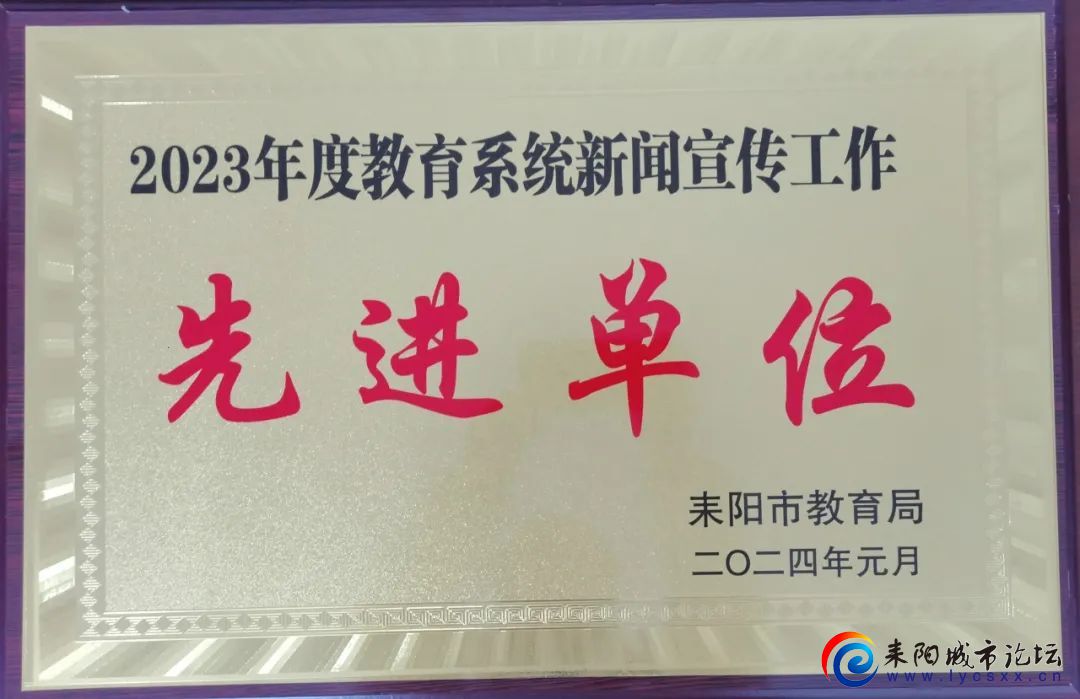 2023年度教育系统新闻宣传工作
先进单位
耒阳市教育局
二〇二四年元月
耒阳城市论坛
www.lycsxx.cn